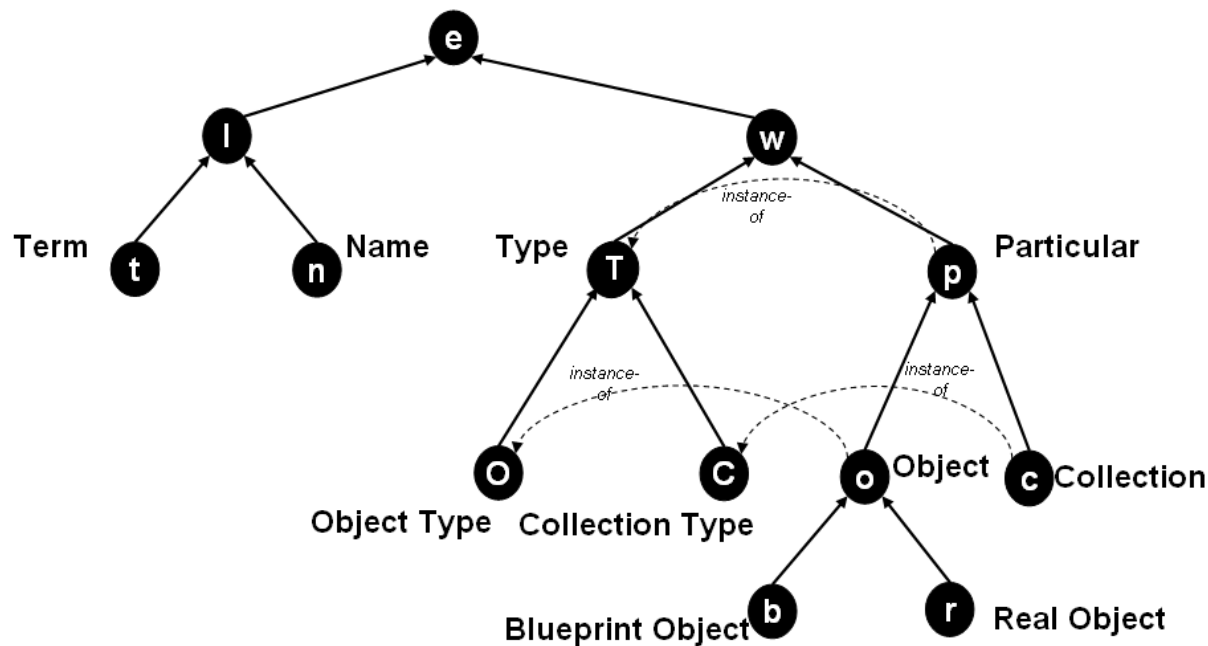 e
l
w
instance-
of
Term
Name
Type
Particular
t
n
T
p
instance-
of
instance-
of
O
C
o
Object
c
Collection
Object Type
Collection Type
b
r
Blueprint Object
Real Object